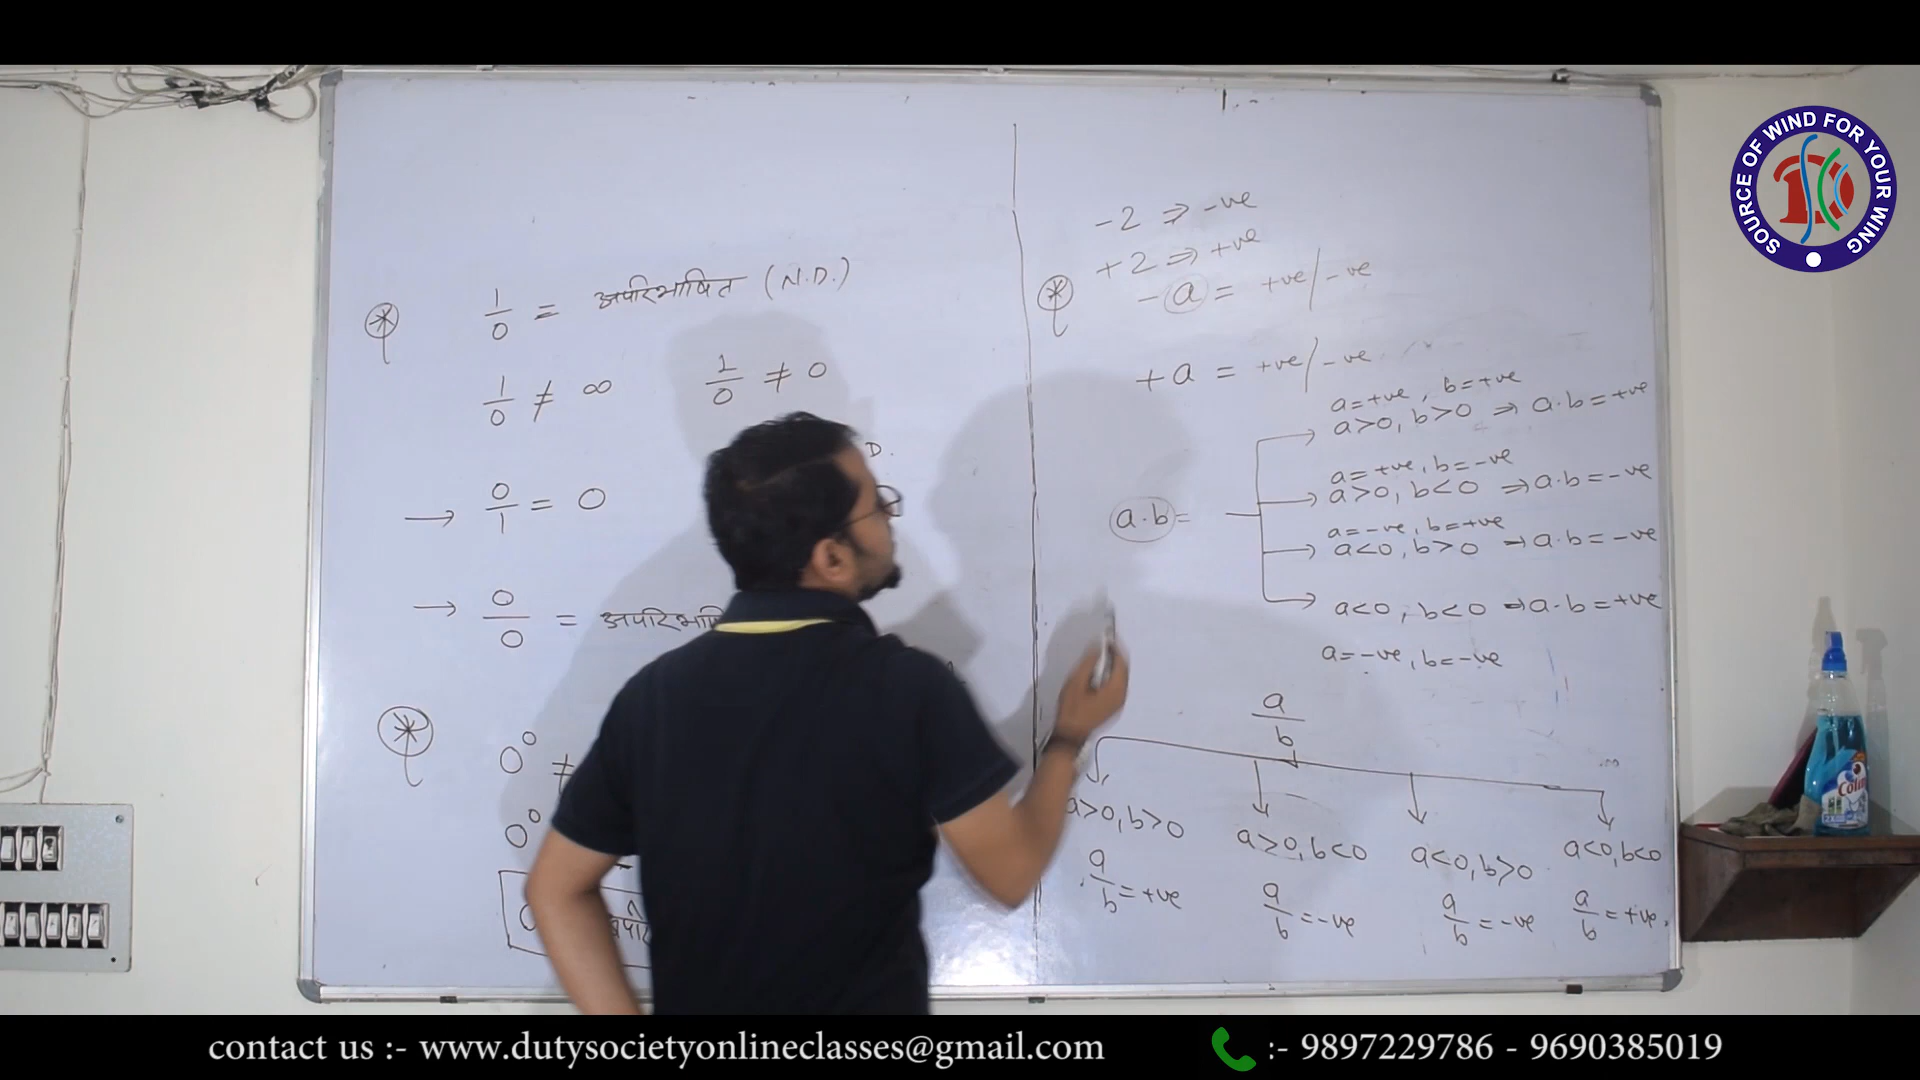 1/0 = अपरिभाषित (N.D.)
1/0 ≠ ∞ 1/0 ≠ 0
D.
→ 0/1 = 0
→ 0/0 = अपरिभाषि
0⁰ ≠
0⁰
-2 ⇒ -ve
+2 ⇒ +ve
-a = +ve/-ve
+a = +ve/-ve
a=+ve, b=+ve
a>0, b>0 ⇒ a·b=+ve
a=+ve, b=-ve
a>0, b<0 ⇒ a·b=-ve
a·b=
a=-ve, b=+ve
a<0, b>0 ⇒ a·b=-ve
a<0, b<0 ⇒ a·b=+ve
a=-ve, b=-ve
a/b
a>0, b>0 a>0, b<0 a<0, b>0 a<0, b<0
a/b=+ve a/b=-ve a/b=-ve a/b=+ve
SOURCE OF WIND FOR YOUR WING
Colin
contact us :- www.dutysocietyonlineclasses@gmail.com :- 9897229786 - 9690385019